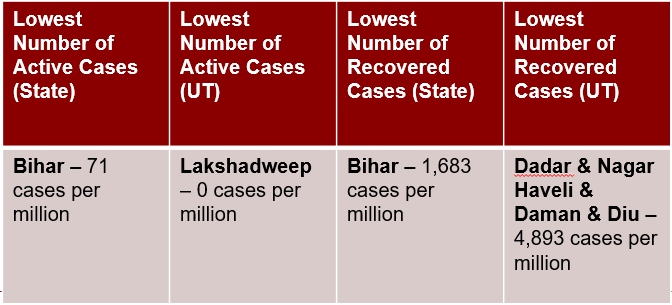 Lowest
Number of
Active Cases
(State)
Lowest
Number of
Active Cases
(UT)
Lowest
Number of
Recovered
Cases (State)
Lowest
Number of
Recovered
Cases (UT)
Bihar – 71
cases per
million
Lakshadweep
– 0 cases per
million
Bihar – 1,683
cases per
million
Dadar & Nagar
Haveli &
Daman & Diu –
4,893 cases per
million